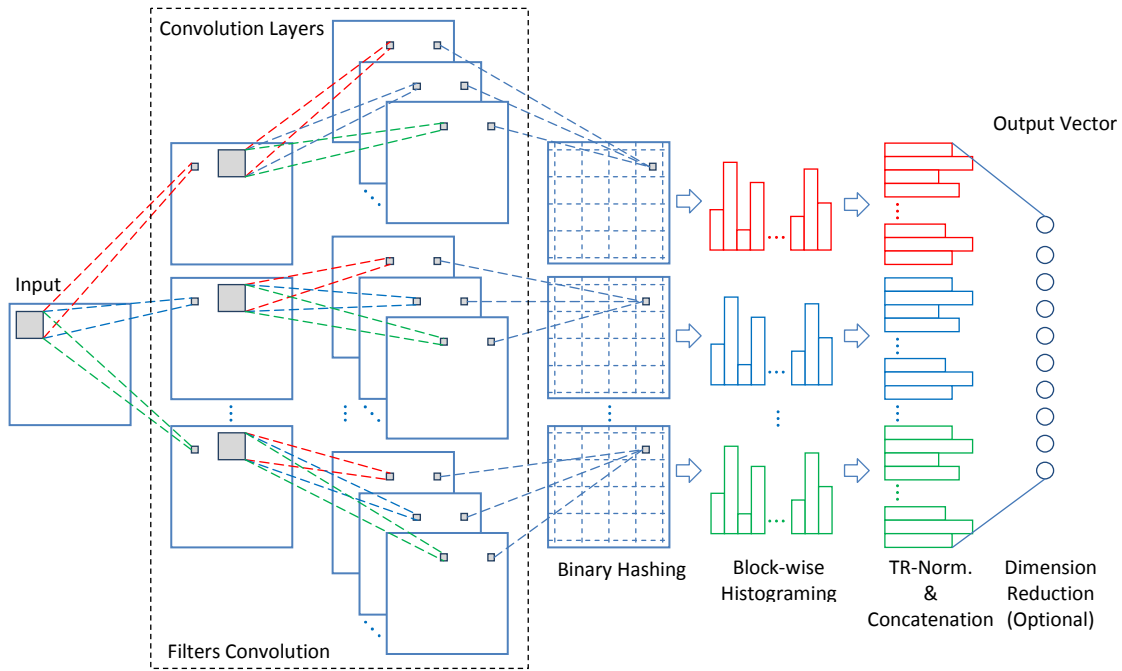 Convolution Layers
Output Vector
Input
Binary Hashing
Block-wise
Histograming
TR-Norm.
&
Concatenation
Dimension
Reduction
(Optional)
Filters Convolution